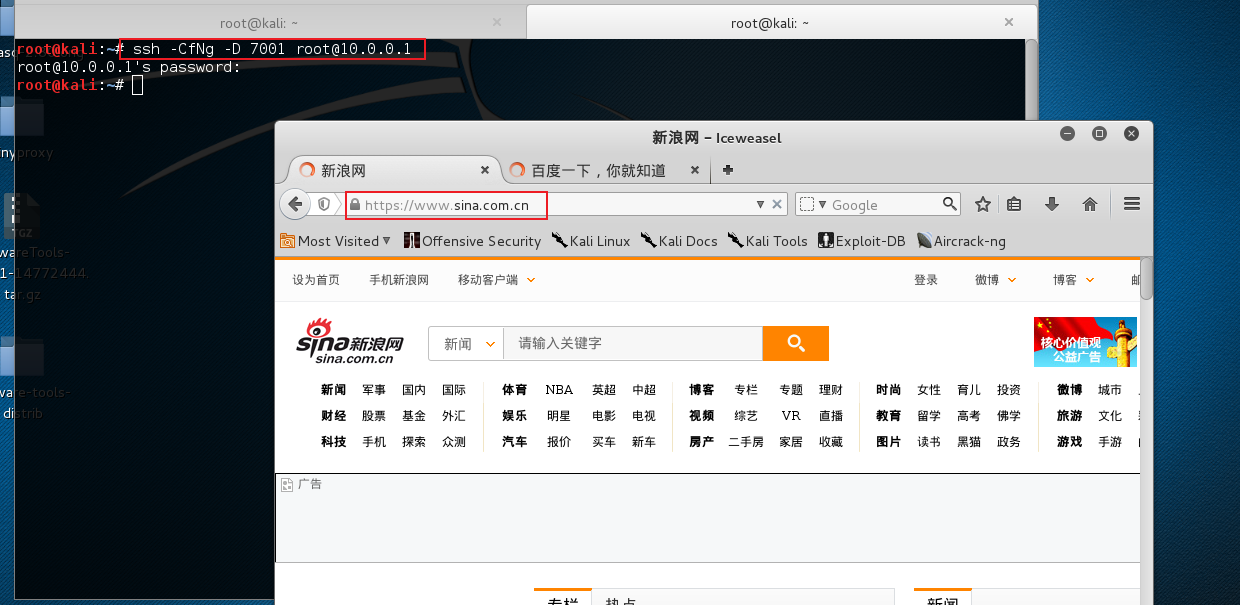 root@kali: ~
root@kali: ~
root@kali:~# ssh -CfNg -D 7001 root@10.0.0.1
root@10.0.0.1's password:
root@kali:~#
新浪网 - Iceweasel
新浪网 百度一下，你就知道
https://www.sina.com.cn Google
Most Visited Offensive Security Kali Linux Kali Docs Kali Tools Exploit-DB Aircrack-ng
设为首页 手机新浪网 移动客户端 登录 微博 博客
sina新浪网
sina.com.cn
新闻 请输入关键字
核心价值观
公益广告
新闻 军事 国内 国际 体育 NBA 英超 中超 博客 专栏 专题 理财 时尚 女性 育儿 投资 微博 城市
财经 股票 基金 外汇 娱乐 明星 电影 电视 视频 综艺 VR 直播 教育 留学 高考 佛学 旅游 文化
科技 手机 探索 众测 汽车 报价 买车 新车 房产 二手房 家居 收藏 图片 读书 黑猫 政务 游戏 手游
广告
专栏 热点 新闻
nyproxy
TGZ
wareTools-
1-14772444.
tar.gz
ware-tools-
distrib